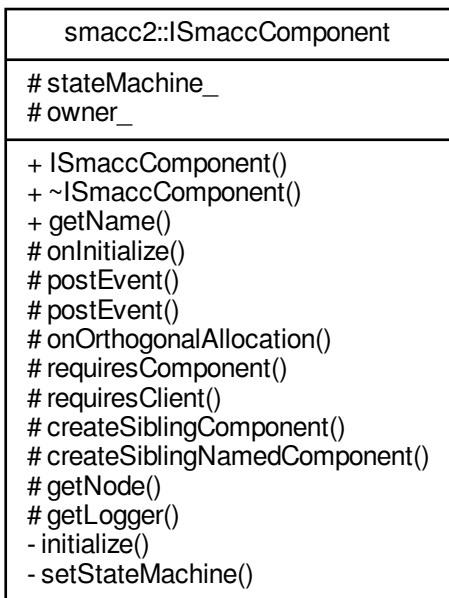 smacc2::ISmaccComponent
# stateMachine_
# owner_
+ ISmaccComponent()
+ ~ISmaccComponent()
+ getName()
# onInitialize()
# postEvent()
# postEvent()
# onOrthogonalAllocation()
# requiresComponent()
# requiresClient()
# createSiblingComponent()
# createSiblingNamedComponent()
# getNode()
# getLogger()
- initialize()
- setStateMachine()